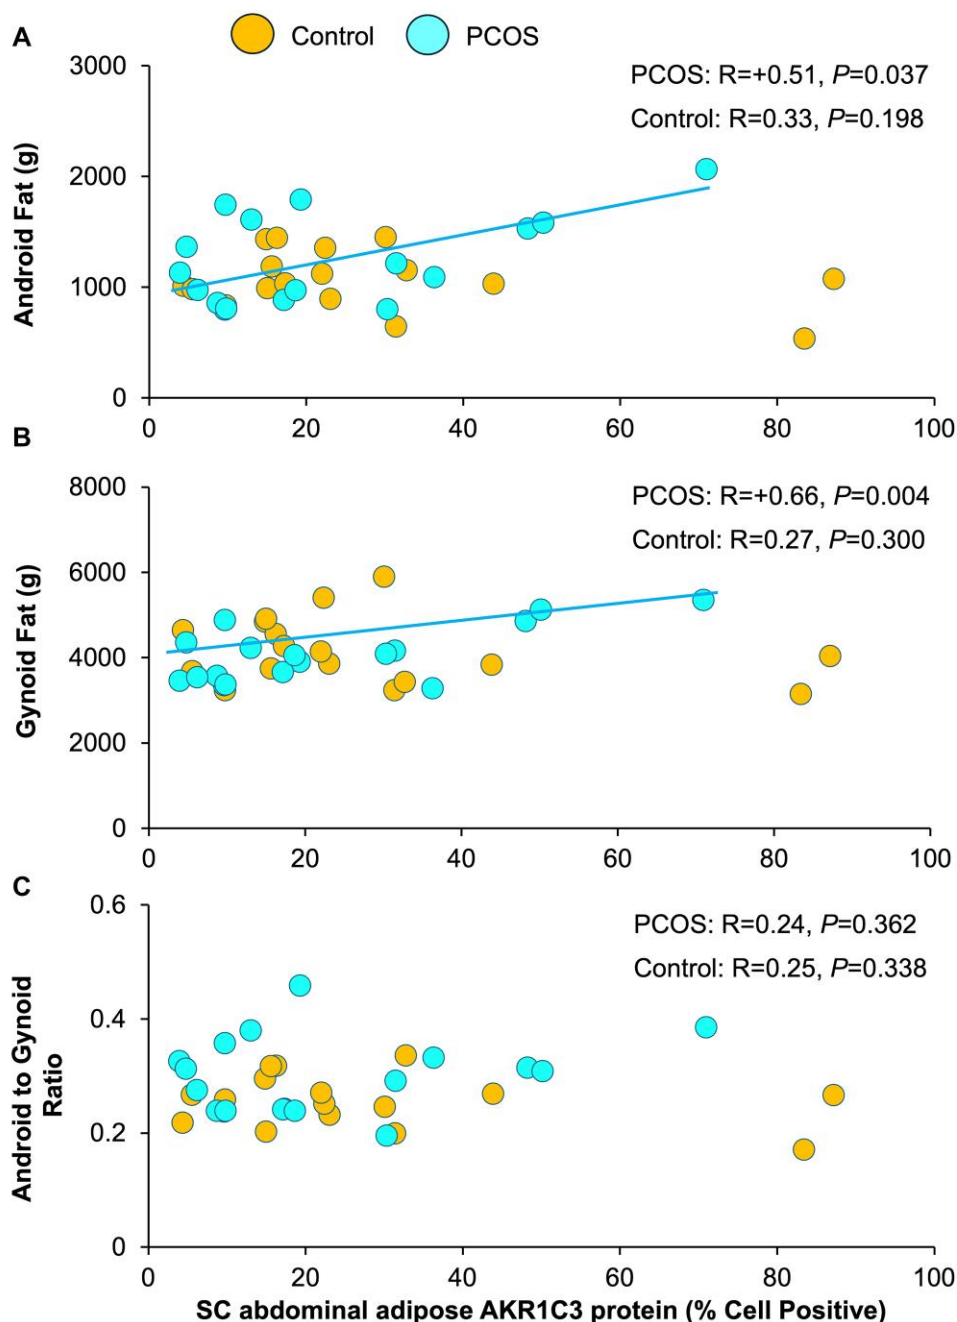 A
Control PCOS
3000
2000
1000
0
Android Fat (g)
PCOS: R=+0.51, P=0.037
Control: R=0.33, P=0.198
0 20 40 60 80 100
B
8000
6000
4000
2000
0
Gynoid Fat (g)
PCOS: R=+0.66, P=0.004
Control: R=0.27, P=0.300
0 20 40 60 80 100
C
0.6
0.4
0.2
0
Android to Gynoid
Ratio
PCOS: R=0.24, P=0.362
Control: R=0.25, P=0.338
0 20 40 60 80 100
SC abdominal adipose AKR1C3 protein (% Cell Positive)